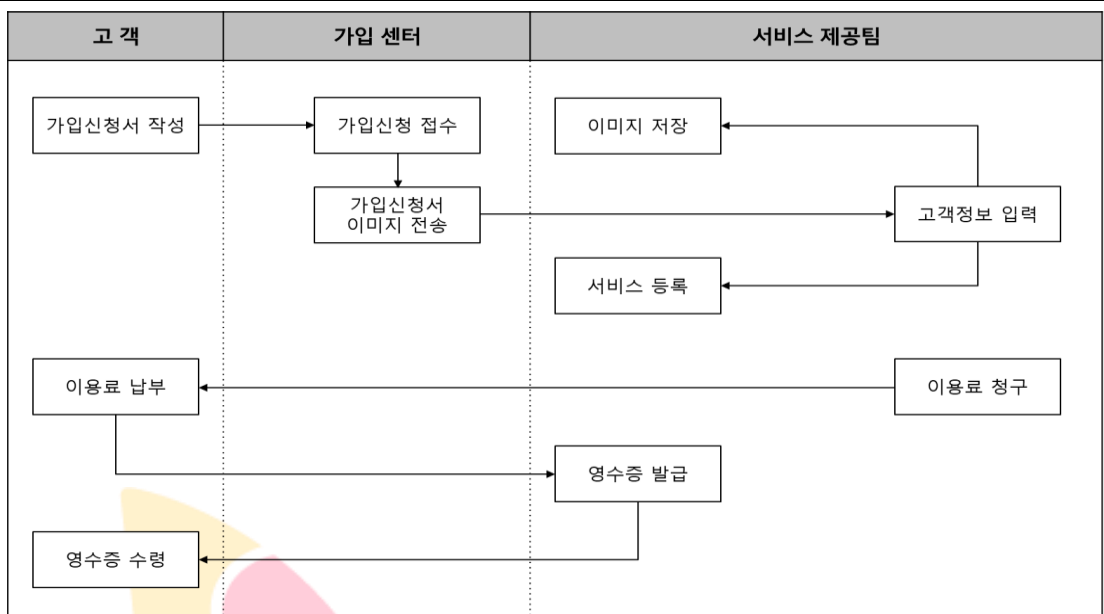 고 객
가입 센터
서비스 제공팀
가입신청서 작성
가입신청 접수
이미지 저장
가입신청서
이미지 전송
고객정보 입력
서비스 등록
이용료 납부
이용료 청구
영수증 발급
영수증 수령